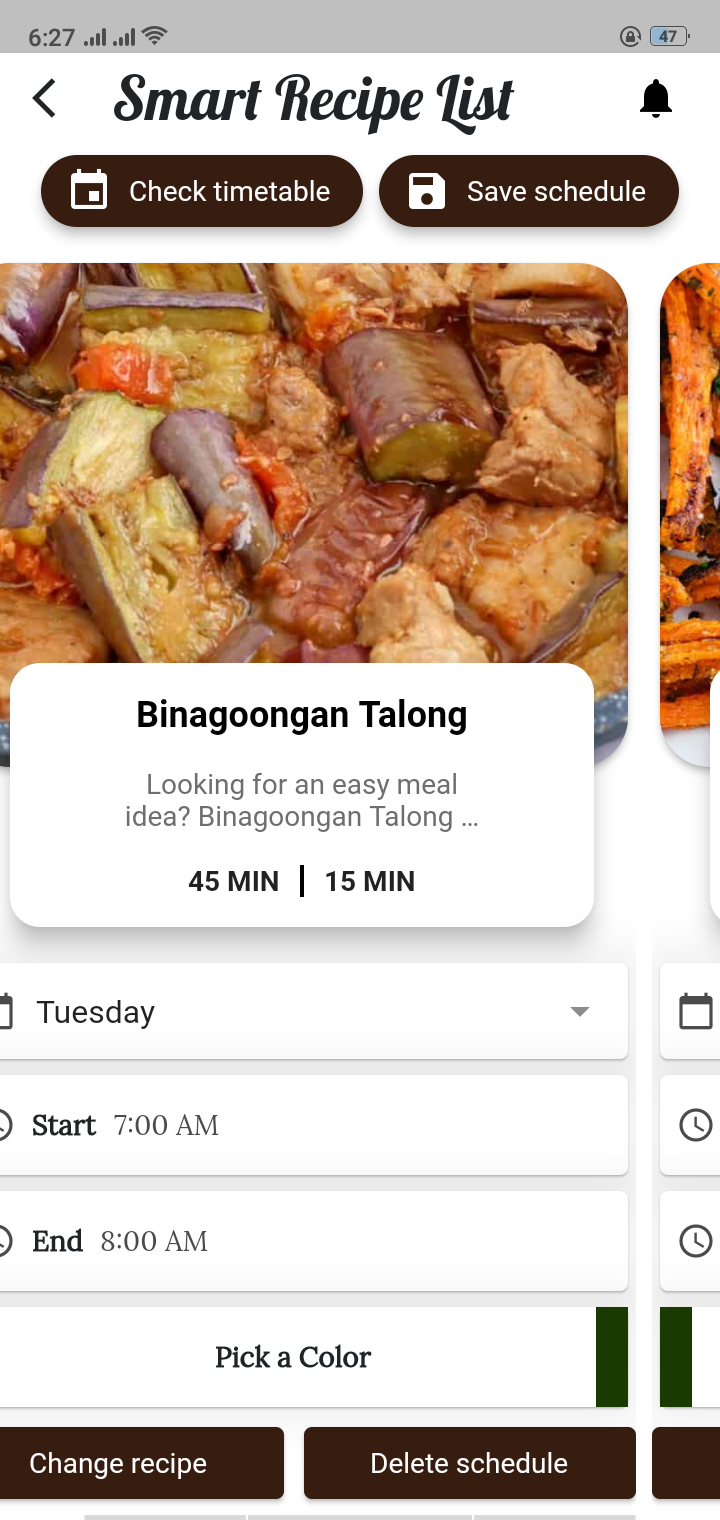 6:27
47
Smart Recipe List
Check timetable
Save schedule
Binagoongan Talong
Looking for an easy meal
idea? Binagoongan Talong ...
45 MIN
15 MIN
Tuesday
Start 7:00 AM
End 8:00 AM
Pick a Color
Change recipe
Delete schedule